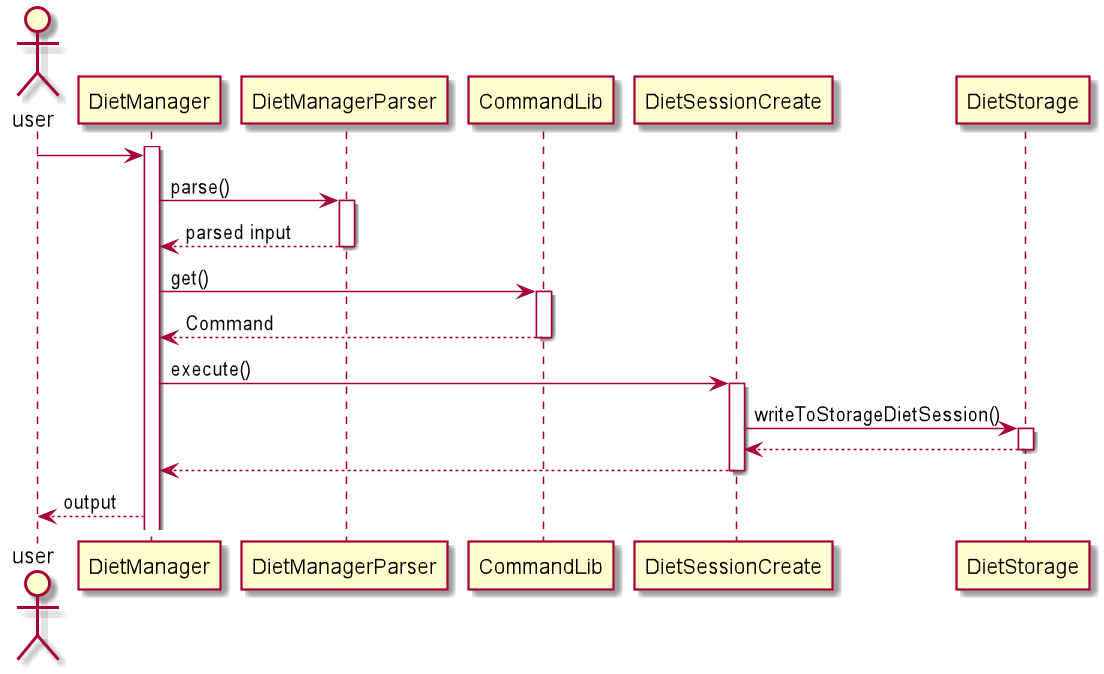 user
DietManager
DietManagerParser
CommandLib
DietSessionCreate
DietStorage
parse()
parsed input
get()
Command
execute()
writeToStorageDietSession()
output
user
DietManager
DietManagerParser
CommandLib
DietSessionCreate
DietStorage